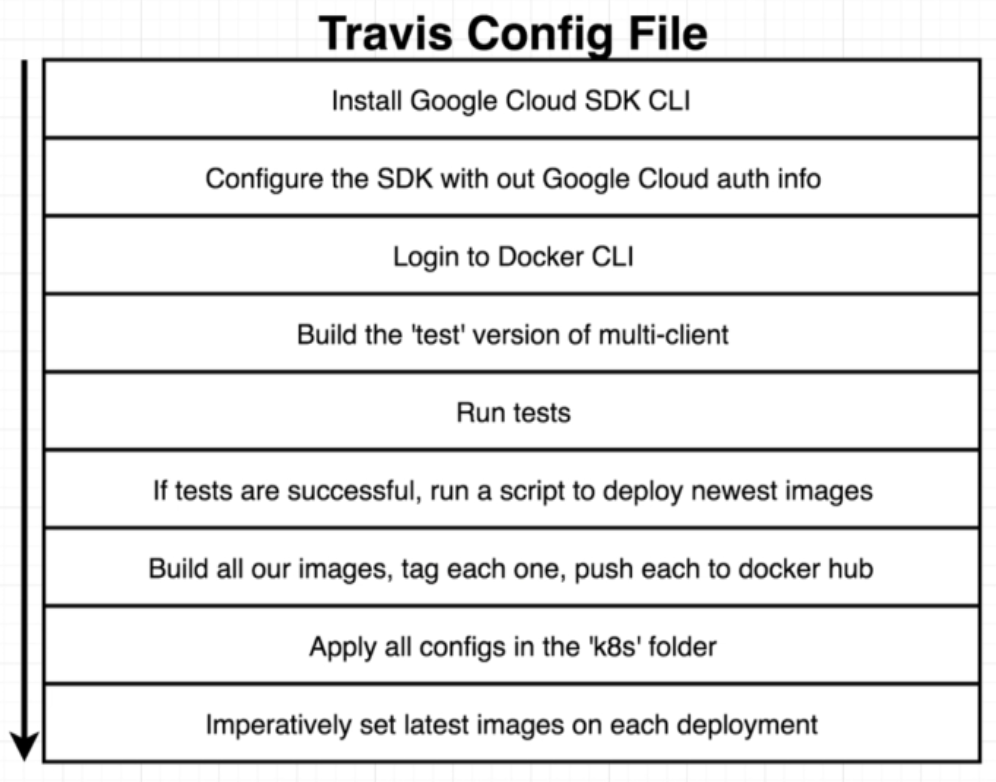 Travis Config File
Install Google Cloud SDK CLI
Configure the SDK with out Google Cloud auth info
Login to Docker CLI
Build the 'test' version of multi-client
Run tests
If tests are successful, run a script to deploy newest images
Build all our images, tag each one, push each to docker hub
Apply all configs in the 'k8s' folder
Imperatively set latest images on each deployment